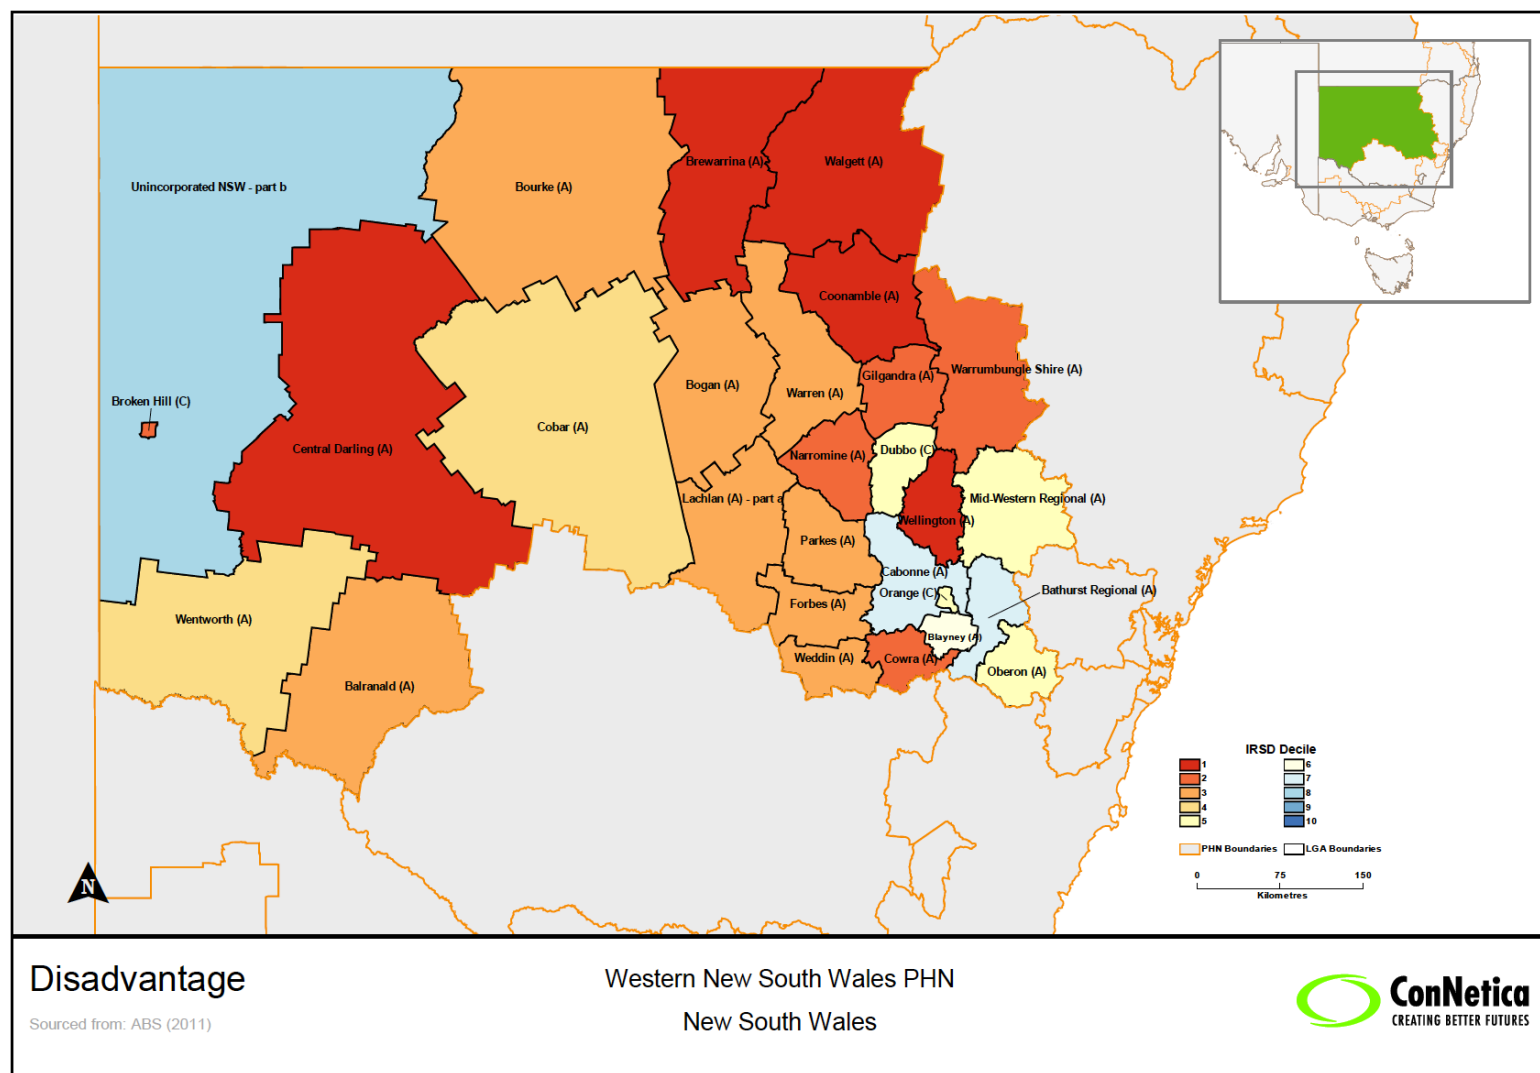 Unincorporated NSW - part b
Bourke (A)
Brewarrina (A)
Walgett (A)
Coonamble (A)
Broken Hill (C)
Central Darling (A)
Cobar (A)
Bogan (A)
Warren (A)
Gilgandra (A)
Warrumbungle Shire (A)
Narromine (A)
Dubbo (C)
Lachlan (A) - part a
Wellington (A)
Mid-Western Regional (A)
Parkes (A)
Cabonne (A)
Orange (C)
Bathurst Regional (A)
Wentworth (A)
Forbes (A)
Blayney (A)
Balranald (A)
Weddin (A)
Cowra (A)
Oberon (A)
IRSD Decile
1
6
2
7
3
8
4
9
5
10
PHN Boundaries
LGA Boundaries
0 75 150
Kilometres
N
Disadvantage
Sourced from: ABS (2011)
Western New South Wales PHN
New South Wales
ConNetica
CREATING BETTER FUTURES